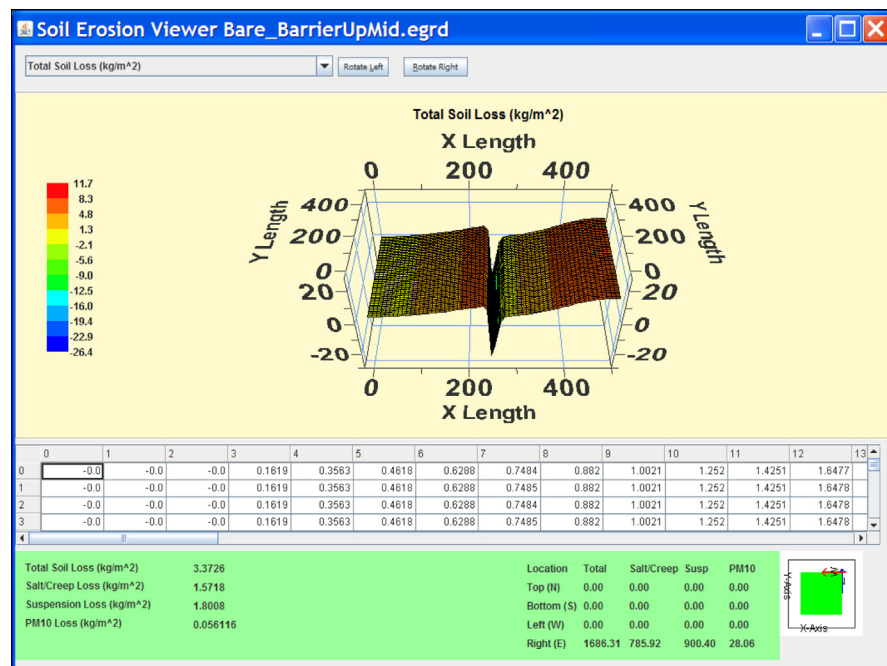 Soil Erosion Viewer Bare_BarrierUpMid.egrd
Total Soil Loss (kg/m^2)
Rotate Left
Rotate Right
Total Soil Loss (kg/m^2)
X Length
0 200 400
11.7
8.3
4.8
1.3
-2.1
-5.6
-9.0
-12.5
-16.0
-19.4
-22.9
-26.4
Y Length
400
200
0
20
0
-20
Y Length
400
200
0
20
0
-20
0 200 400
X Length
0 1 2 3 4 5 6 7 8 9 10 11 12 13
0 -0.0 -0.0 -0.0 0.1619 0.3563 0.4618 0.6288 0.7484 0.882 1.0021 1.252 1.4251 1.6477
1 -0.0 -0.0 -0.0 0.1619 0.3563 0.4618 0.6288 0.7485 0.882 1.0021 1.252 1.4251 1.6478
2 -0.0 -0.0 -0.0 0.1619 0.3563 0.4618 0.6288 0.7485 0.882 1.0021 1.252 1.4251 1.6478
3 -0.0 -0.0 -0.0 0.1619 0.3563 0.4618 0.6288 0.7485 0.882 1.0021 1.252 1.4251 1.6478
Total Soil Loss (kg/m^2) 3.3726
Salt/Creep Loss (kg/m^2) 1.5718
Suspension Loss (kg/m^2) 1.8008
PM10 Loss (kg/m^2) 0.056116
Location Total Salt/Creep Susp PM10
Top (N) 0.00 0.00 0.00 0.00
Bottom (S) 0.00 0.00 0.00 0.00
Left (W) 0.00 0.00 0.00 0.00
Right (E) 1686.31 785.92 900.40 28.06
Y-Axis
X-Axis